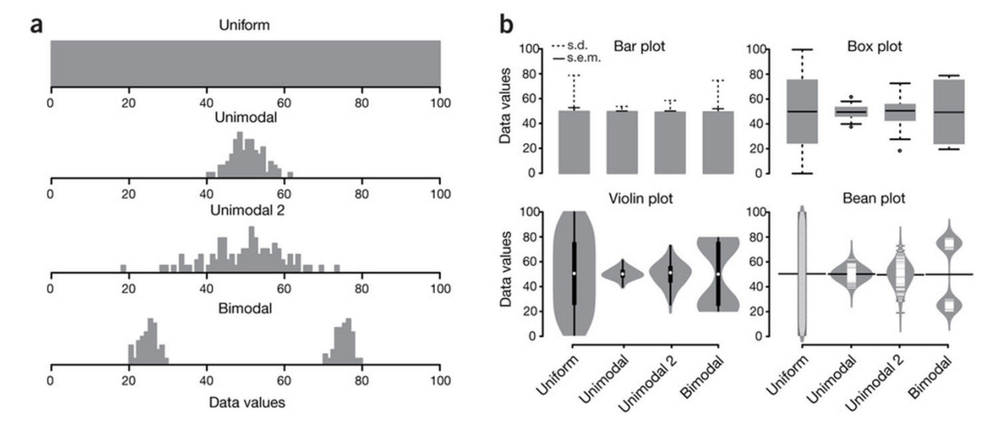 a
Uniform
0 20 40 60 80 100
Unimodal
0 20 40 60 80 100
Unimodal 2
0 20 40 60 80 100
Bimodal
0 20 40 60 80 100
Data values
b
Bar plot
s.d.
s.e.m.
Data values
100
80
60
40
20
0
Box plot
100
80
60
40
20
0
Violin plot
Data values
100
80
60
40
20
0
Uniform
Unimodal
Unimodal 2
Bimodal
Bean plot
100
80
60
40
20
0
Uniform
Unimodal
Unimodal 2
Bimodal